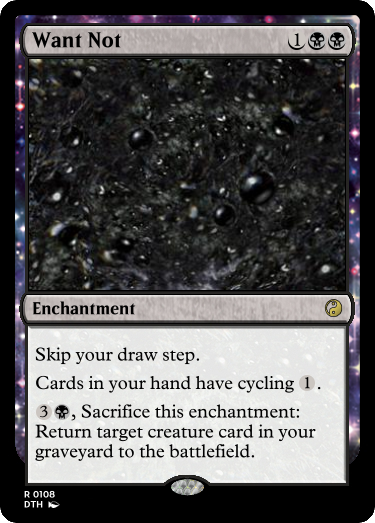 Want Not 1
Enchantment
Skip your draw step.
Cards in your hand have cycling 1.
3, Sacrifice this enchantment:
Return target creature card in your
graveyard to the battlefield.
R 0108
DTH